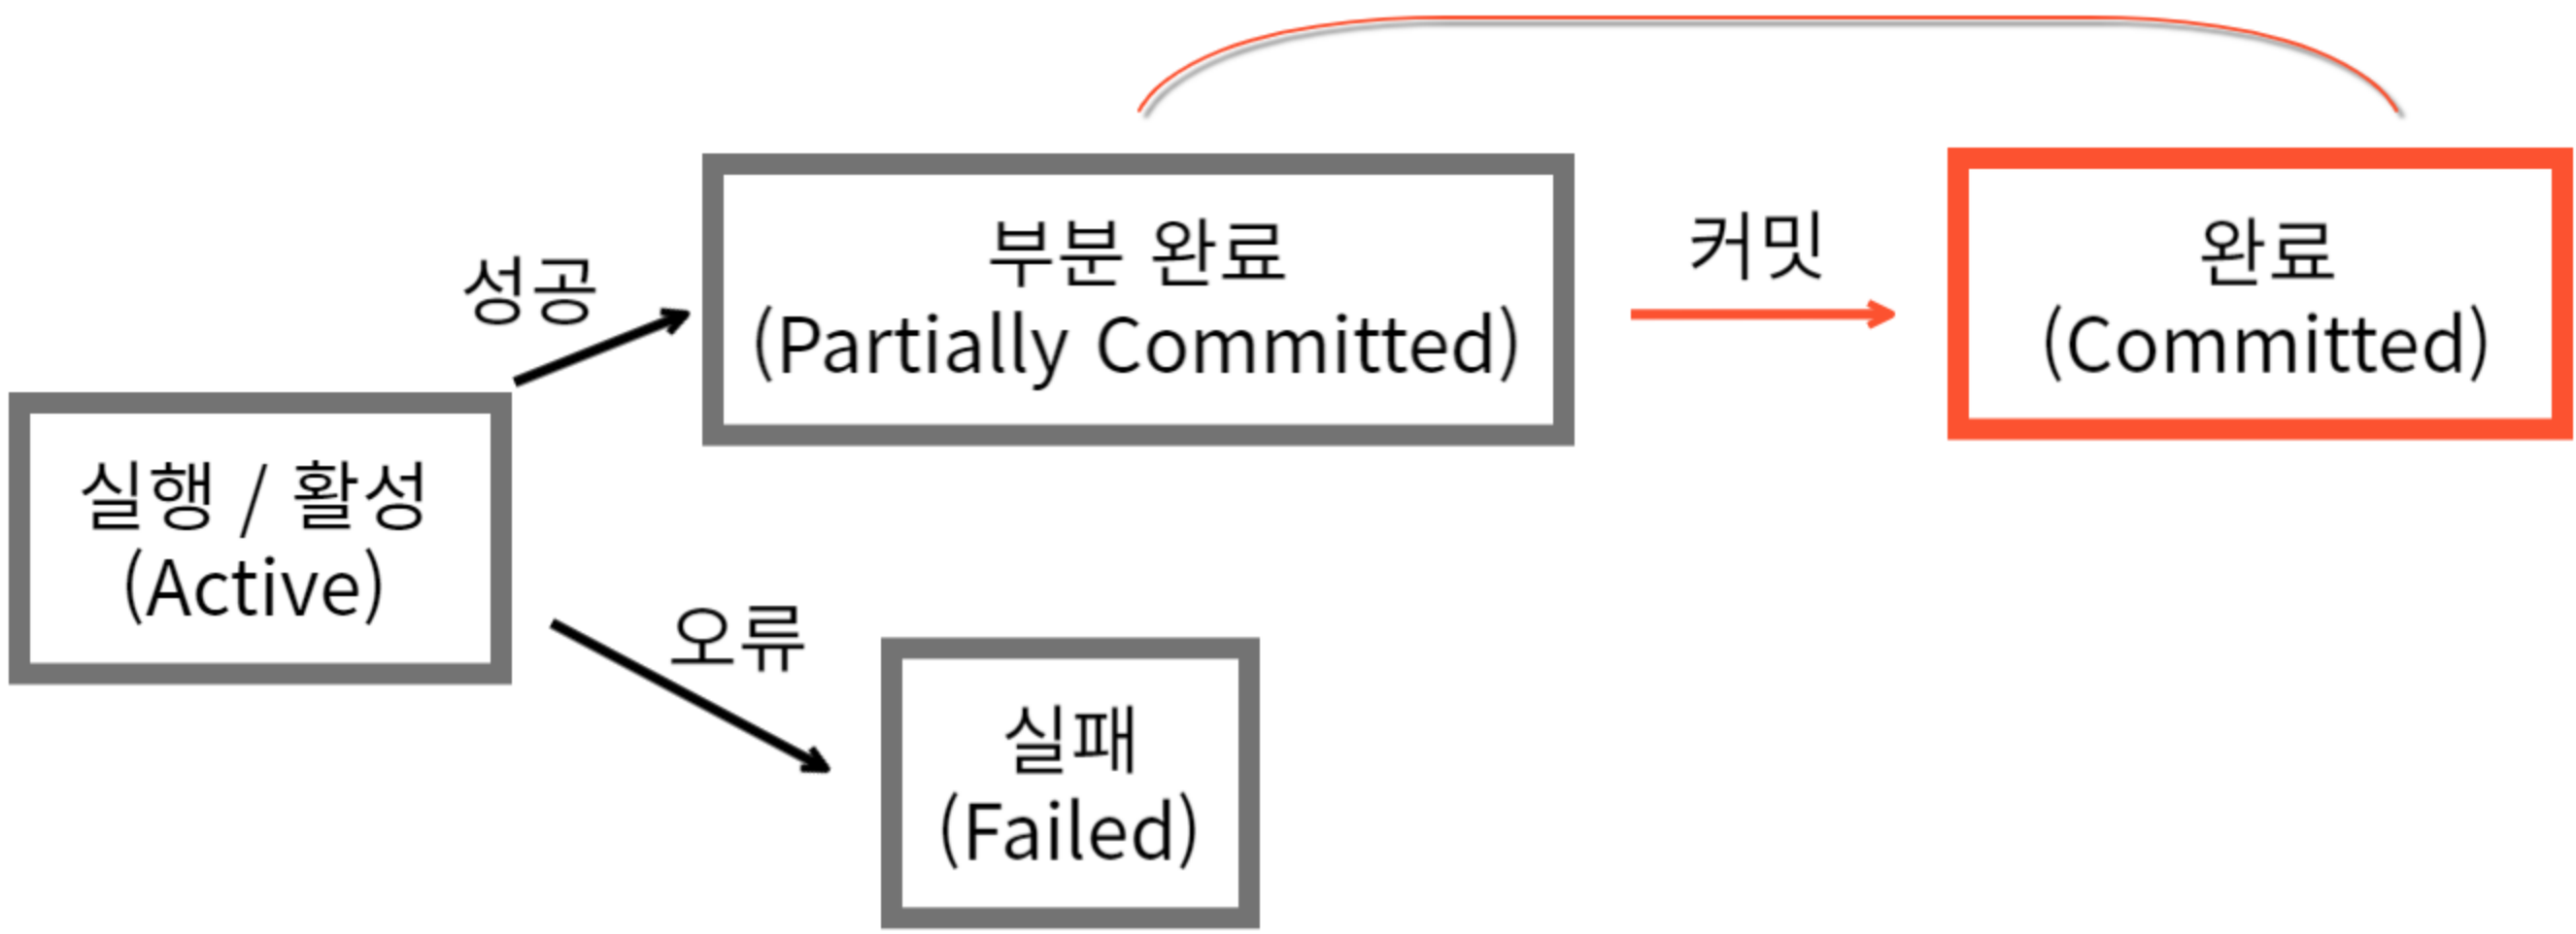 성공
부분 완료
(Partially Committed)
커밋
완료
(Committed)
실행 / 활성
(Active)
오류
실패
(Failed)